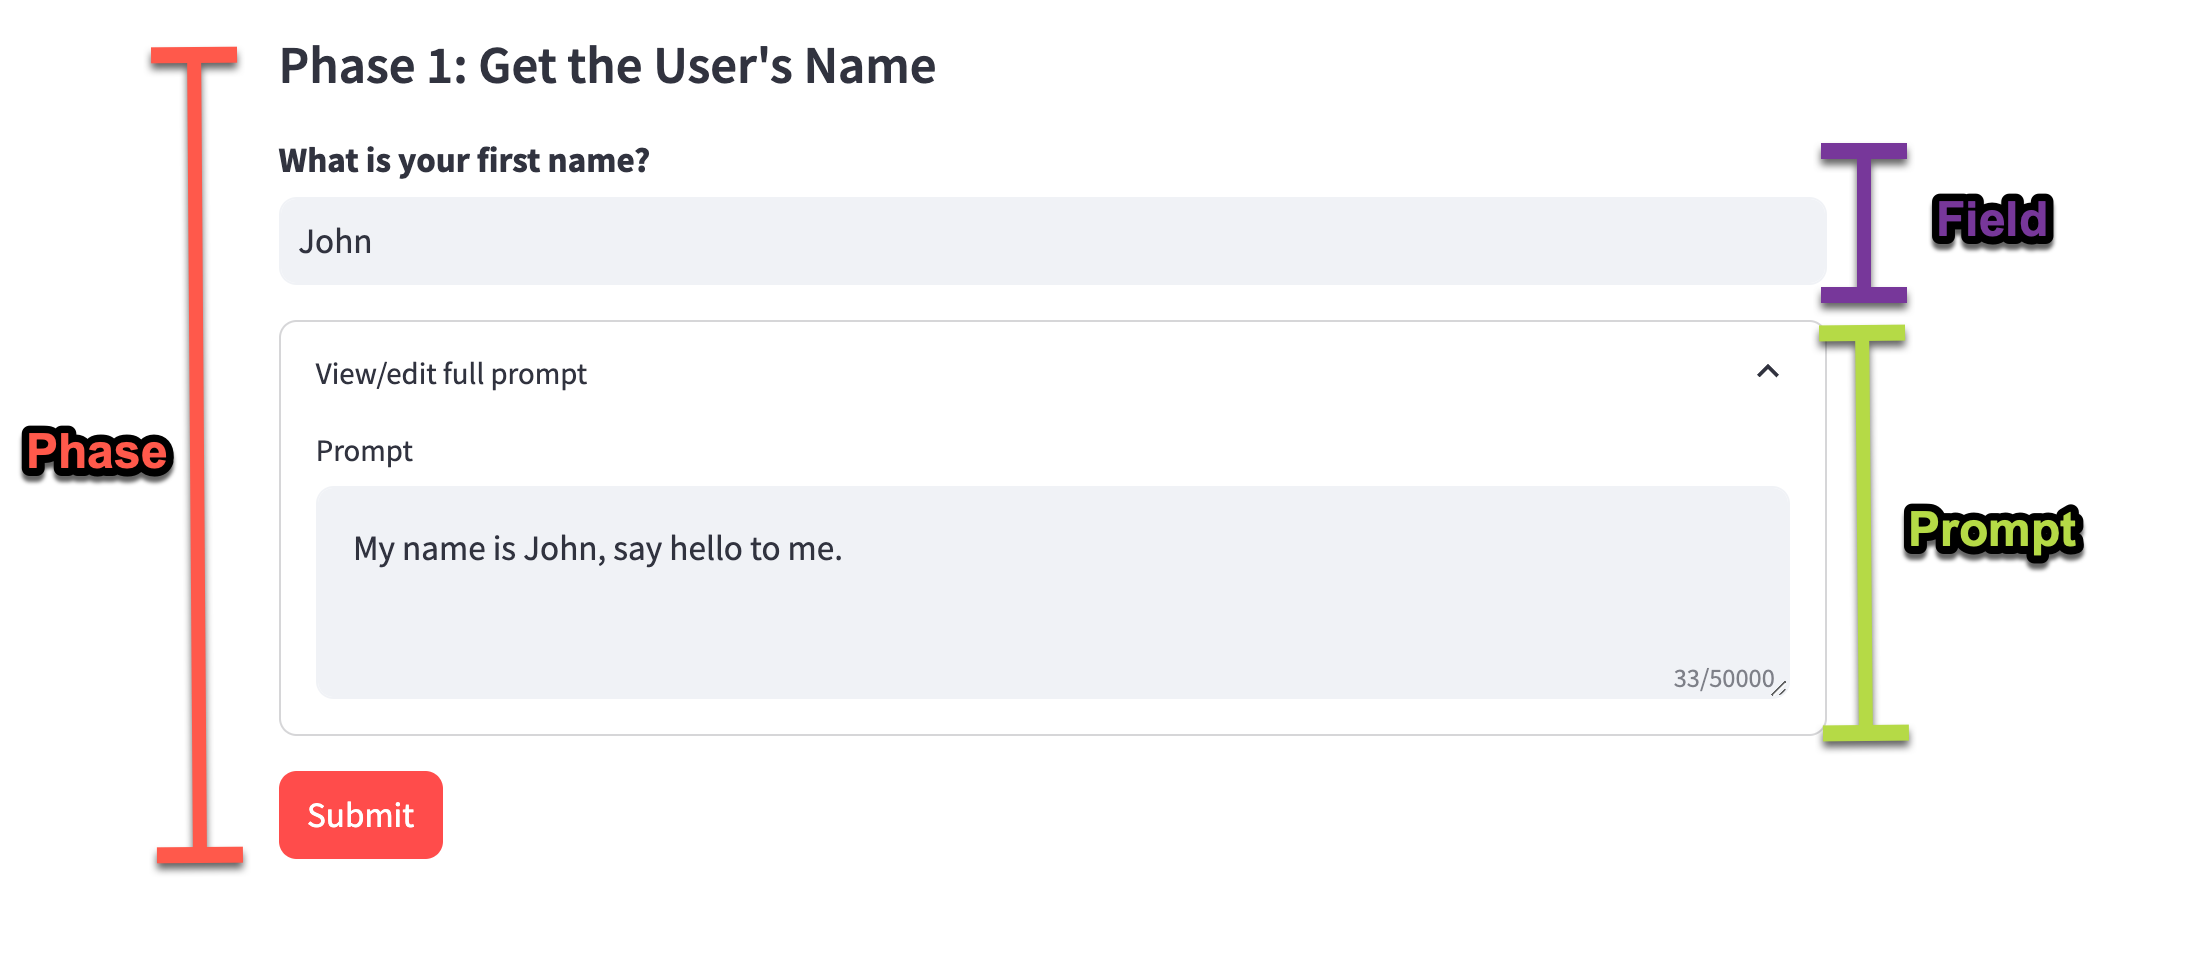 Phase 1: Get the User's Name
What is your first name?
John
Field
View/edit full prompt
Phase
Prompt
My name is John, say hello to me.
Prompt
33/50000
Submit